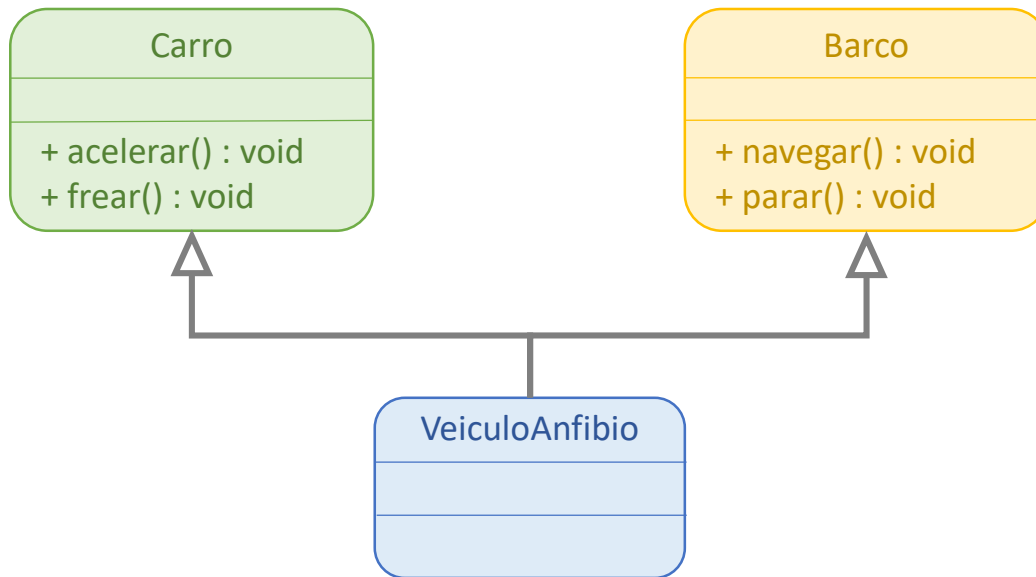 Carro
+ acelerar() : void
+ frear() : void
Barco
+ navegar() : void
+ parar() : void
VeiculoAnfibio